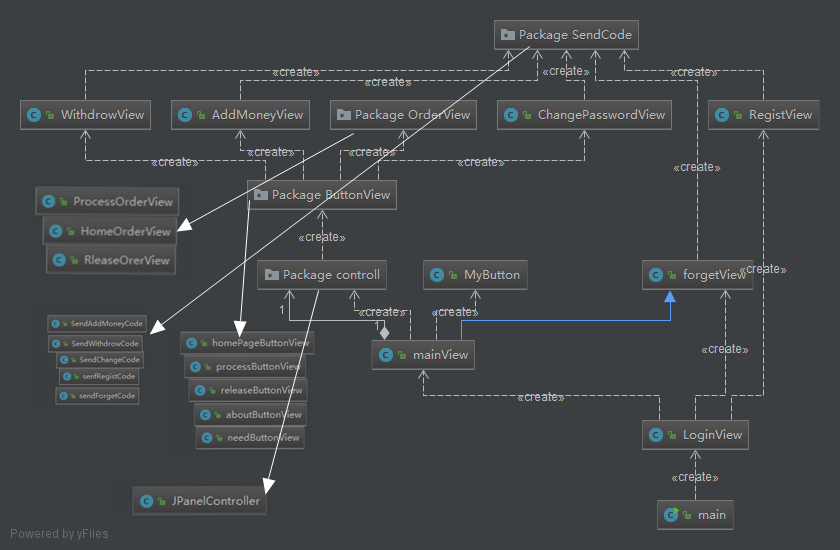 Package SendCode
«create»
«create»
«create»
«create»
WithdrowView
AddMoneyView
Package OrderView
ChangePasswordView
RegistView
«create»
«create»
«create»
«create»
«create»
Package ButtonView
ProcessOrderView
HomeOrderView
RleaseOrerView
«create»
Package controll
MyButton
forgetView
«create»
1
«create»
«create»
1
SendAddMoneyCode
SendWithdrowCode
SendChangeCode
senfRegistCode
sendForgetCode
homePageButtonView
processButtonView
releaseButtonView
aboutButtonView
needButtonView
mainView
«create»
«create»
LoginView
«create»
JPanelController
main
Powered by yFiles